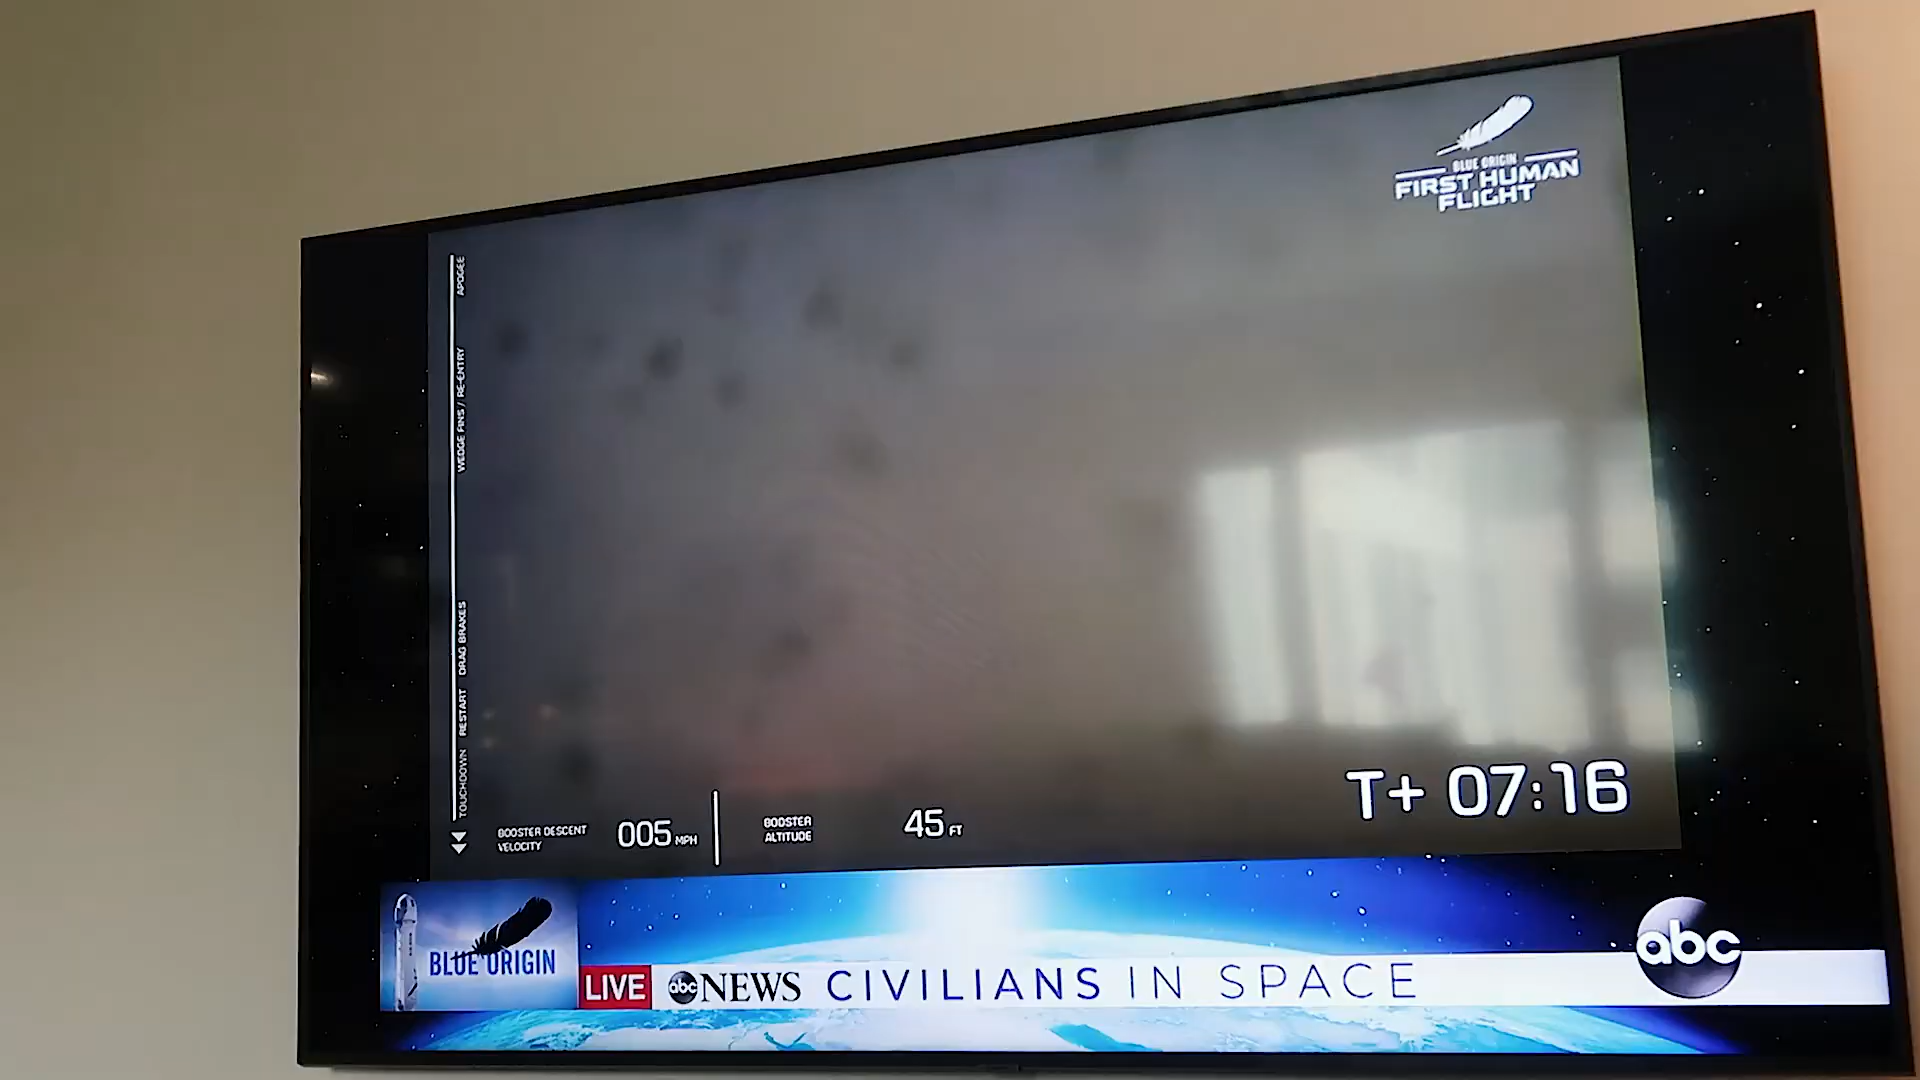 BLUE ORIGIN
FIRST HUMAN
FLIGHT
APOGEE
WEDGE FINS / RE-ENTRY
DRAG BRAKES
RESTART
TOUCHDOWN
BOOSTER DESCENT
VELOCITY
005 MPH
BOOSTER
ALTITUDE
45 FT
T+ 07:16
BLUE ORIGIN
LIVE abc NEWS CIVILIANS IN SPACE
abc